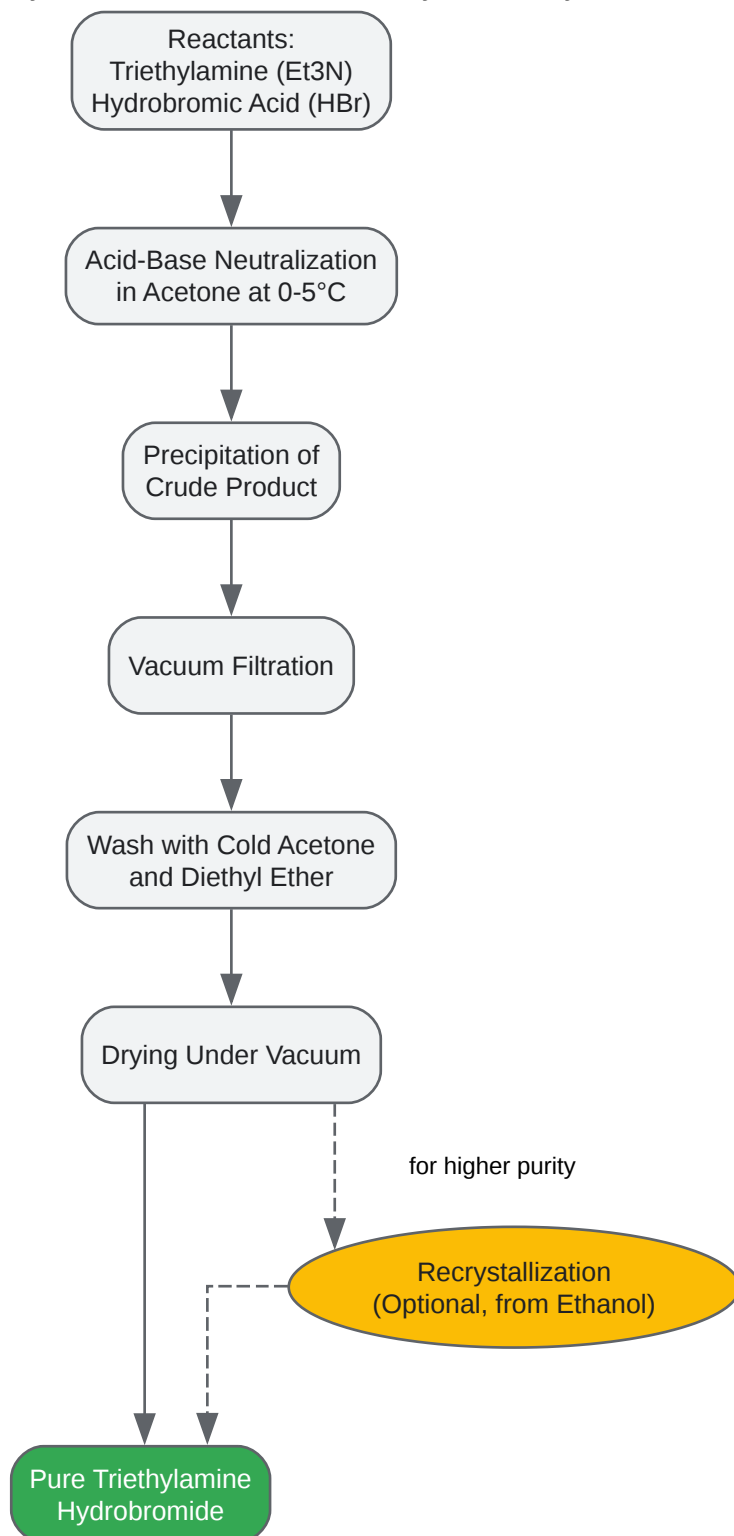 Reactants:
Triethylamine (Et3N)
Hydrobromic Acid (HBr)
Acid-Base Neutralization
in Acetone at 0-5°C
Precipitation of
Crude Product
Vacuum Filtration
Wash with Cold Acetone
and Diethyl Ether
Drying Under Vacuum
for higher purity
Recrystallization
(Optional, from Ethanol)
Pure Triethylamine
Hydrobromide